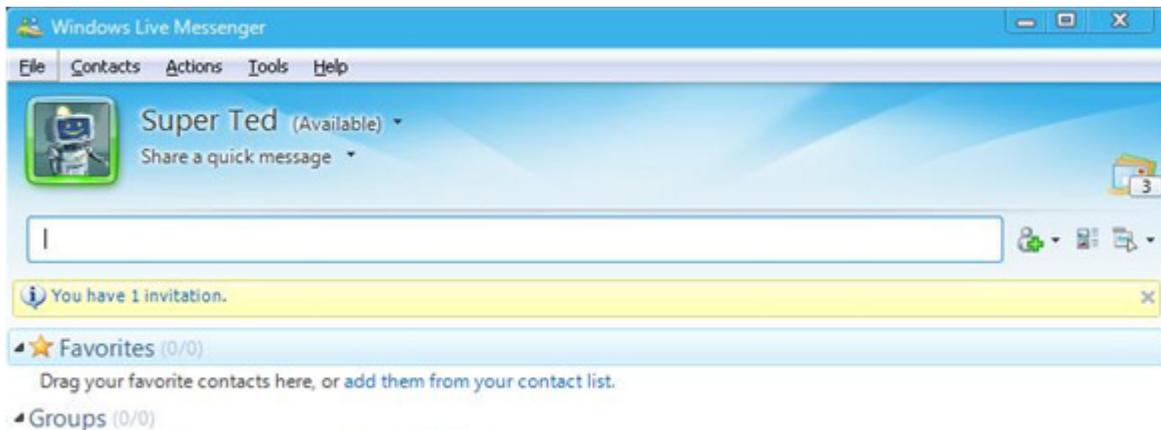 Windows Live Messenger
File Contacts Actions Tools Help
Super Ted (Available)
Share a quick message
3
You have 1 invitation.
Favorites (0/0)
Drag your favorite contacts here, or add them from your contact list.
Groups (0/0)